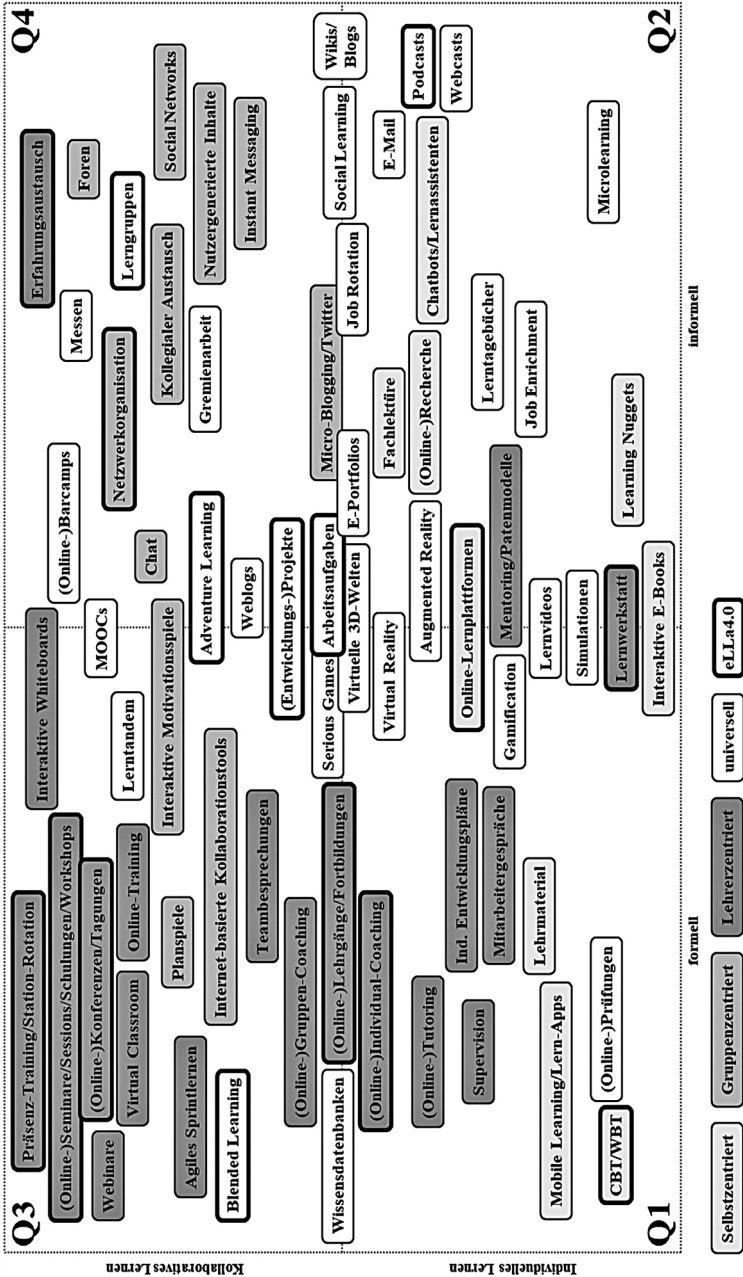 Q3
Q4
Präsenz-Training/Station-Rotation
Erfahrungsaustausch
(Online-)Seminare/Sessions/Schulungen/Workshops
Interaktive Whiteboards
(Online-)Barcamps
Messen
Foren
Webinare
(Online-)Konferenzen/Tagungen
MOOCs
Netzwerkorganisation
Lerngruppen
Virtual Classroom
Online-Training
Lerntandem
Chat
Kollegialer Austausch
Social Networks
Planspiele
Interaktive Motivationsspiele
Agiles Sprintlernen
Adventure Learning
Gremienarbeit
Nutzergenerierte Inhalte
Internet-basierte Kollaborationstools
Blended Learning
Weblogs
Instant Messaging
Teambesprechungen
(Entwicklungs-)Projekte
(Online-)Gruppen-Coaching
Serious Games
Arbeitsaufgaben
Micro-Blogging/Twitter
Wikis/
Blogs
Wissensdatenbanken
(Online-)Lehrgänge/Fortbildungen
Virtuelle 3D-Welten
E-Portfolios
Job Rotation
Social Learning
(Online-)Individual-Coaching
Virtual Reality
Fachlektüre
E-Mail
(Online-)Tutoring
Augmented Reality
(Online-)Recherche
Chatbots/Lernassistenten
Podcasts
Webcasts
Ind. Entwicklungspläne
Online-Lernplattformen
Lerntagebücher
Supervision
Mitarbeitergespräche
Gamification
Mentoring/Patenmodelle
Job Enrichment
Lehrmaterial
Lernvideos
Mobile Learning/Lern-Apps
Simulationen
(Online-)Prüfungen
CBT/WBT
Lernwerkstatt
Learning Nuggets
Microlearning
Interaktive E-Books
Q1
Q2
Kollaboratives Lernen
Individuelles Lernen
formell
informell
Selbstzentriert
Gruppenzentriert
Lehrerzentriert
universell
eLLa4.0